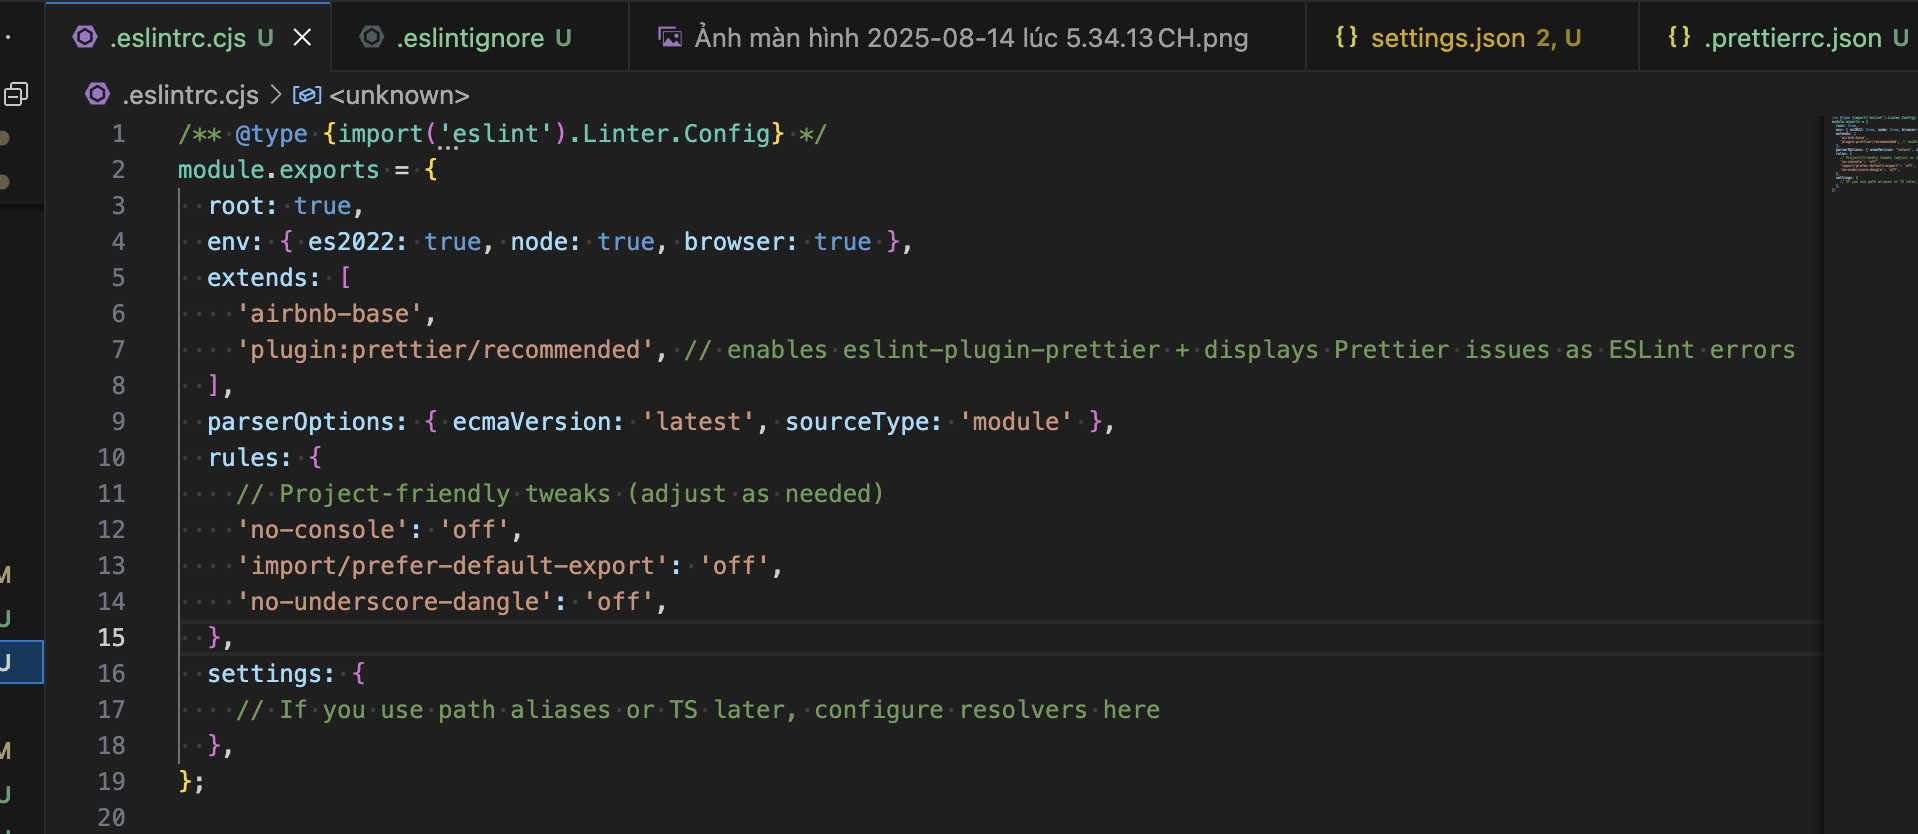 .eslintrc.cjs U
.eslintignore U
Ảnh màn hình 2025-08-14 lúc 5.34.13 CH.png
{} settings.json 2, U
{} .prettierrc.json U
.eslintrc.cjs > <unknown>
1 /** @type {import('eslint').Linter.Config} */
2 module.exports = {
3 root: true,
4 env: { es2022: true, node: true, browser: true },
5 extends: [
6 'airbnb-base',
7 'plugin:prettier/recommended', // enables eslint-plugin-prettier + displays Prettier issues as ESLint errors
8 ],
9 parserOptions: { ecmaVersion: 'latest', sourceType: 'module' },
10 rules: {
11 // Project-friendly tweaks (adjust as needed)
12 'no-console': 'off',
13 'import/prefer-default-export': 'off',
14 'no-underscore-dangle': 'off',
15 },
16 settings: {
17 // If you use path aliases or TS later, configure resolvers here
18 },
19 };
20
M
U
U
M
U